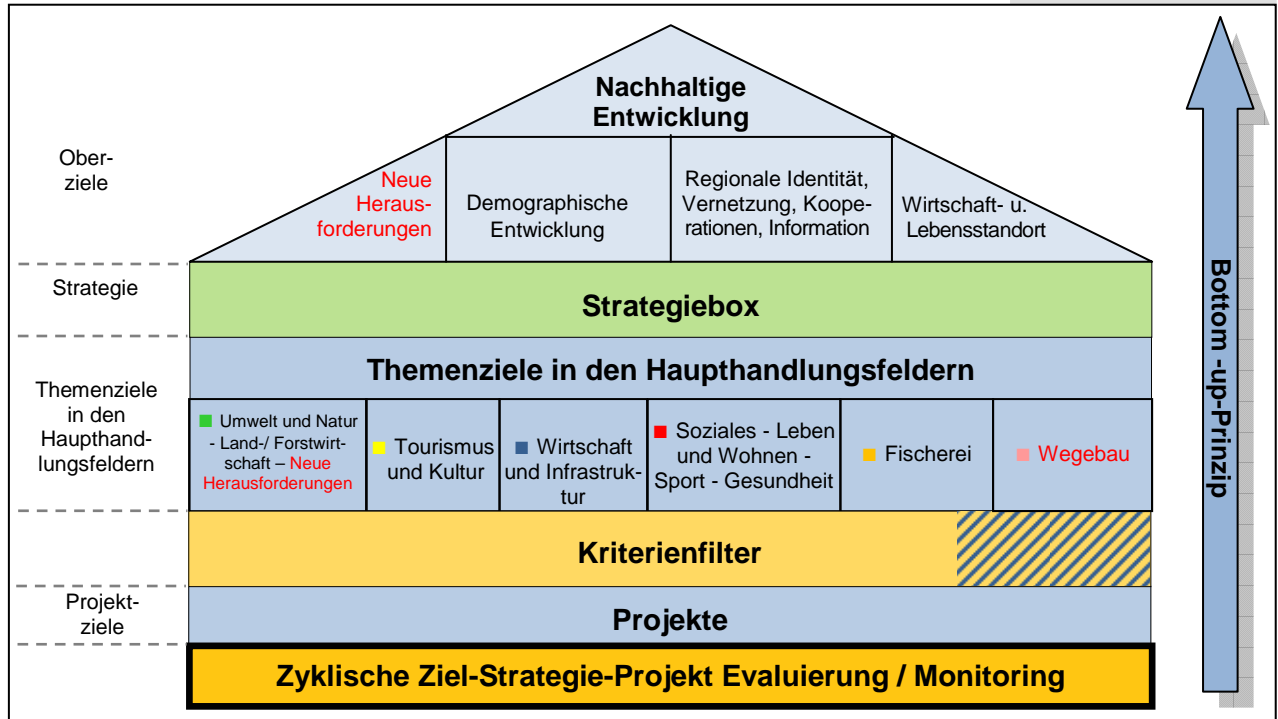 Nachhaltige
Entwicklung
Ober-
ziele
Neue
Heraus-
forderungen
Demographische
Entwicklung
Regionale Identität,
Vernetzung, Koope-
rationen, Information
Wirtschaft- u.
Lebensstandort
Strategie
Strategiebox
Themenziele
in den
Haupthand-
lungsfeldern
Themenziele in den Haupthandlungsfeldern
Umwelt und Natur
- Land-/ Forstwirt-
schaft – Neue
Herausforderungen
Tourismus
und Kultur
Wirtschaft
und Infrastruk-
tur
Soziales - Leben
und Wohnen -
Sport - Gesundheit
Fischerei
Wegebau
Kriterienfilter
Projekt-
ziele
Projekte
Zyklische Ziel-Strategie-Projekt Evaluierung / Monitoring
Bottom -up-Prinzip